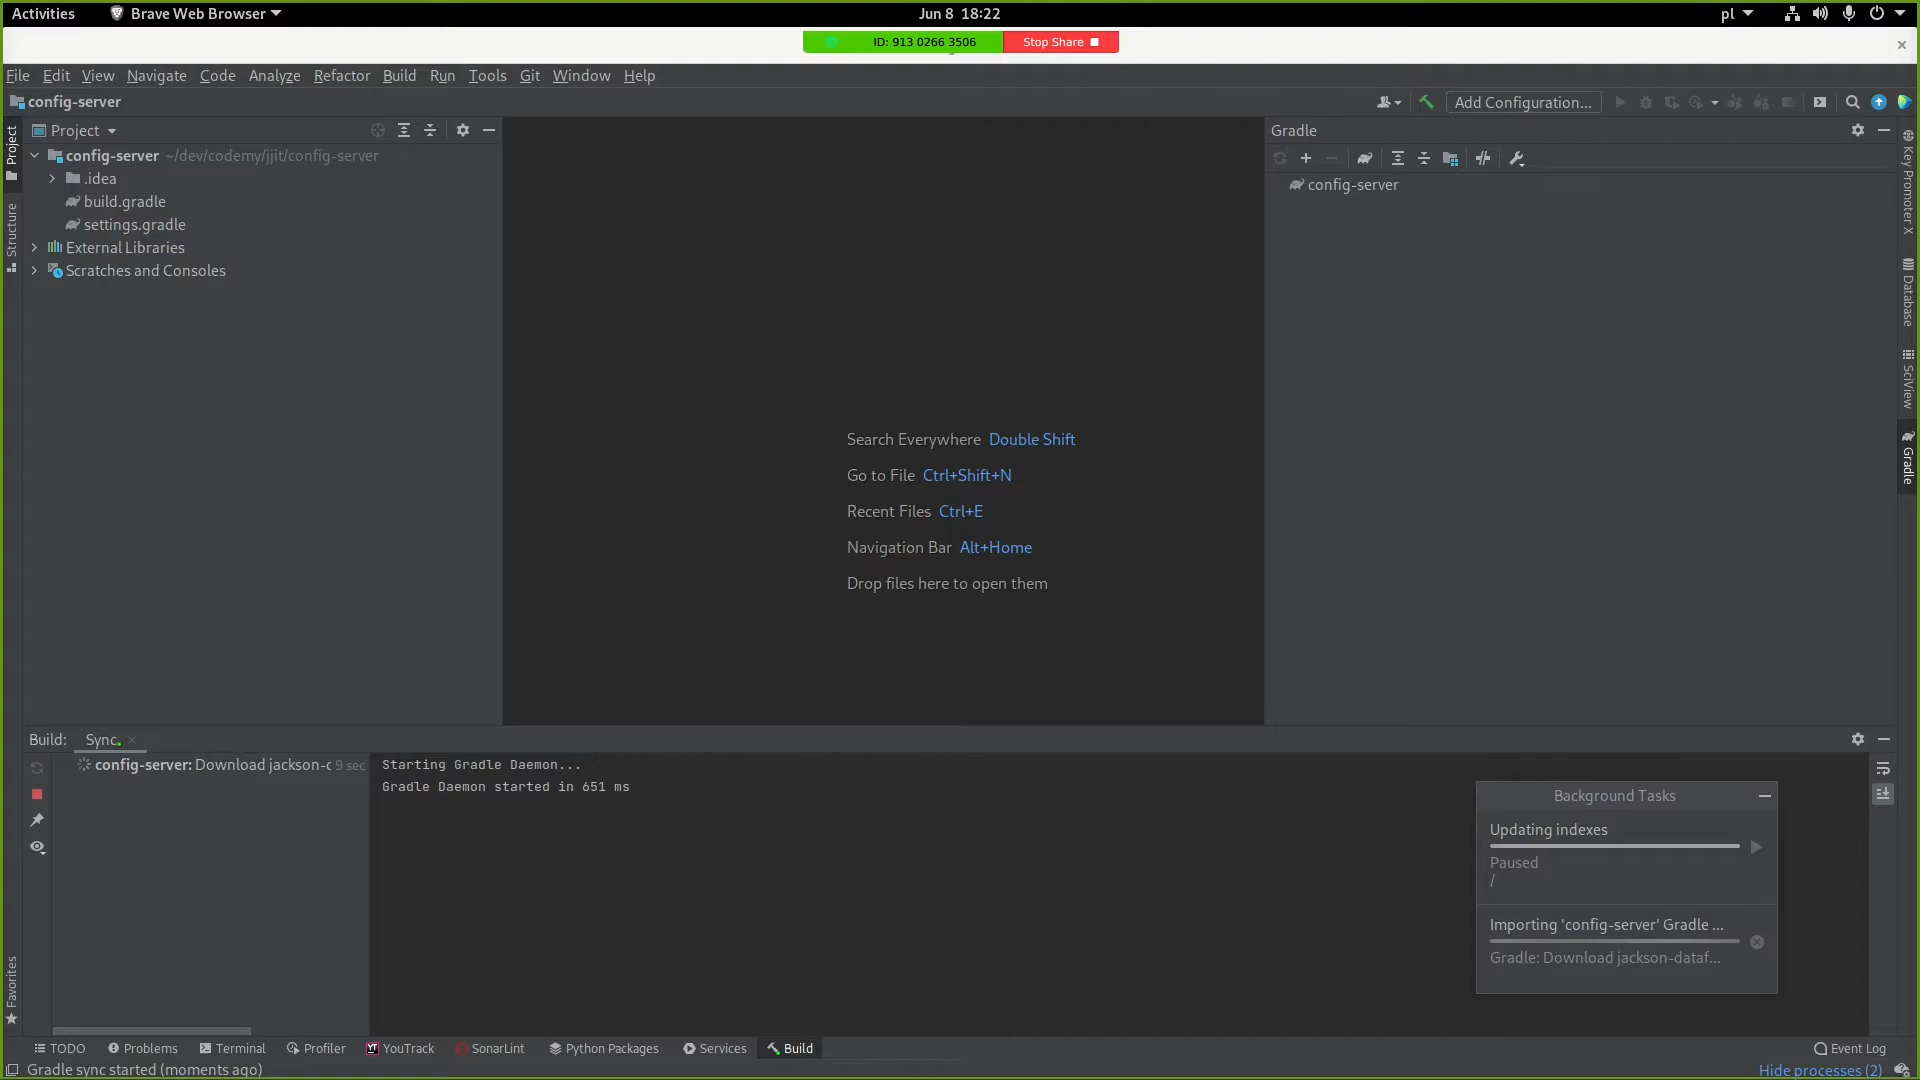 Activities
Brave Web Browser
Jun 8 18:22
pl
ID: 913 0266 3506
Stop Share
File Edit View Navigate Code Analyze Refactor Build Run Tools Git Window Help
config-server
Add Configuration...
Project
Project
config-server ~/dev/codemy/jjit/config-server
.idea
build.gradle
settings.gradle
External Libraries
Scratches and Consoles
Structure
Favorites
Search Everywhere Double Shift
Go to File Ctrl+Shift+N
Recent Files Ctrl+E
Navigation Bar Alt+Home
Drop files here to open them
Gradle
config-server
Key Promoter X
Database
SciView
Gradle
Build: Sync
config-server: Download jackson-c 9 sec
Starting Gradle Daemon...
Gradle Daemon started in 651 ms
Background Tasks
Updating indexes
Paused
/
Importing 'config-server' Gradle ...
Gradle: Download jackson-dataf...
TODO Problems Terminal Profiler YouTrack SonarLint Python Packages Services Build Event Log
Gradle sync started (moments ago)
Hide processes (2)